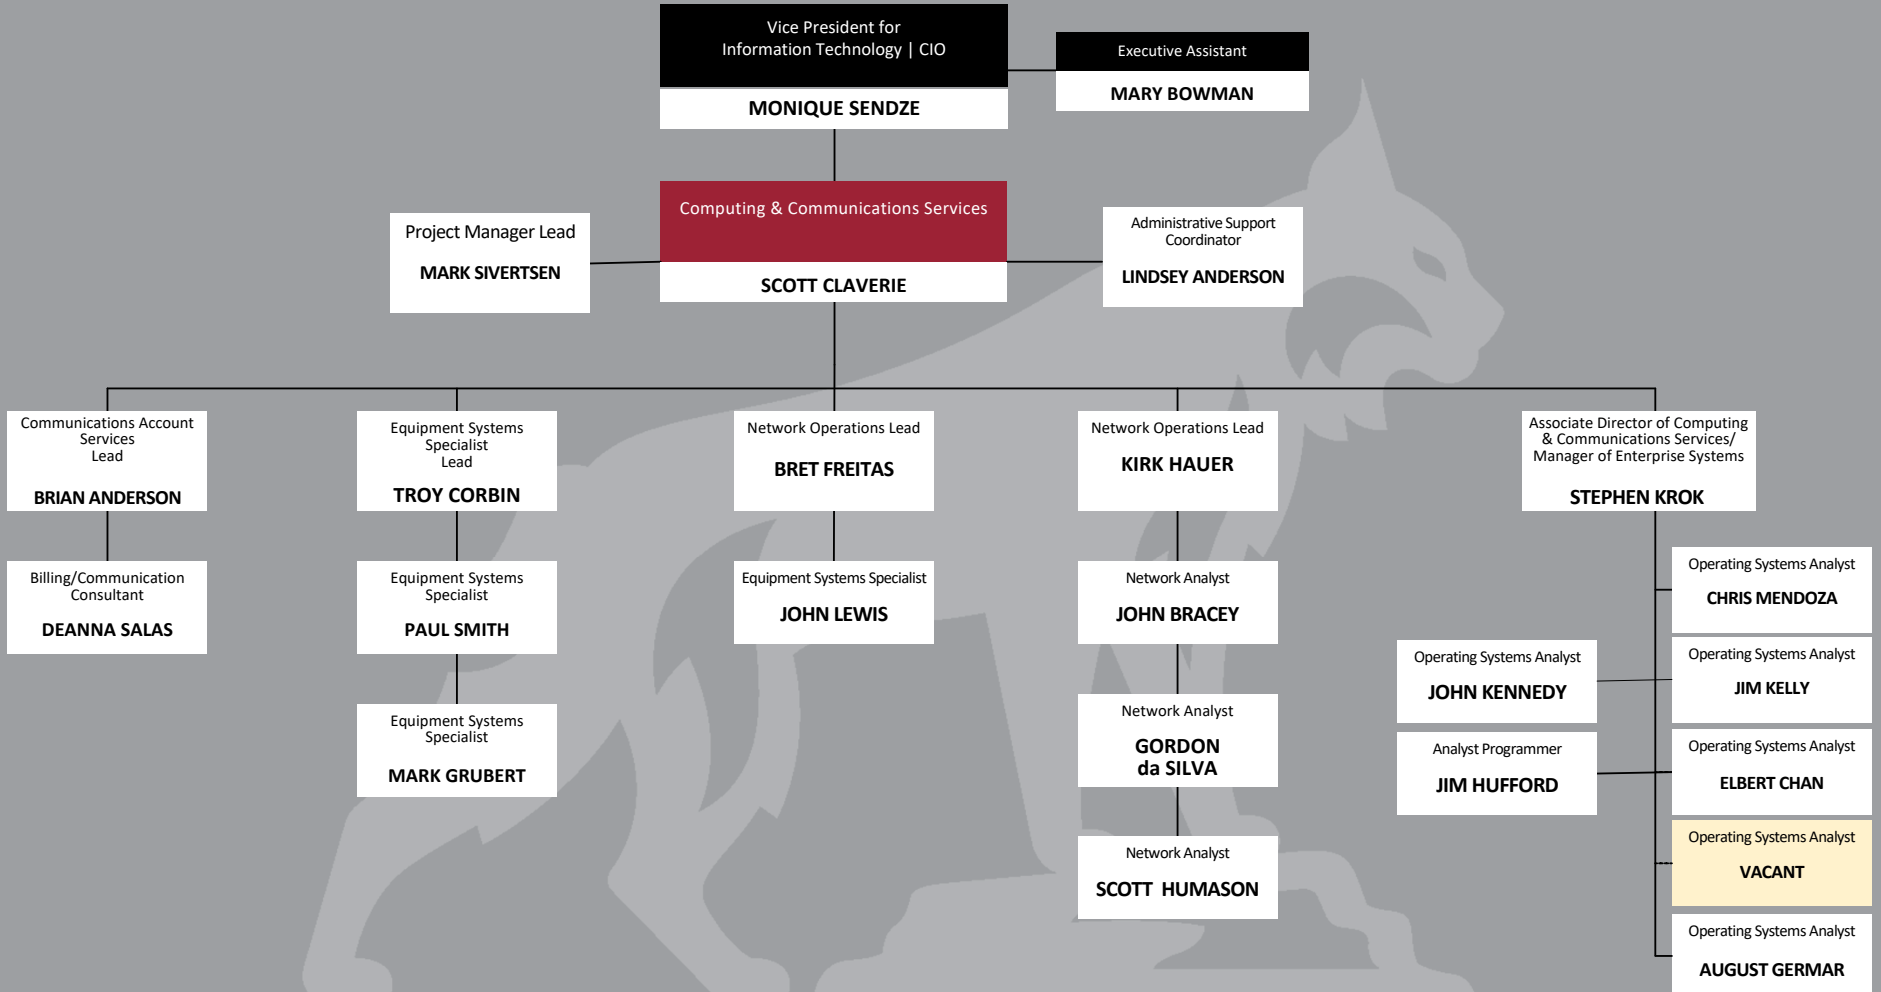 Vice President for
Information Technology | CIO
MONIQUE SENDZE
Executive Assistant
MARY BOWMAN
Computing & Communications Services
SCOTT CLAVERIE
Project Manager Lead
MARK SIVERTSEN
Administrative Support
Coordinator
LINDSEY ANDERSON
Communications Account
Services
Lead
BRIAN ANDERSON
Billing/Communication
Consultant
DEANNA SALAS
Equipment Systems
Specialist
Lead
TROY CORBIN
Equipment Systems
Specialist
PAUL SMITH
Equipment Systems
Specialist
MARK GRUBERT
Network Operations Lead
BRET FREITAS
Equipment Systems Specialist
JOHN LEWIS
Network Operations Lead
KIRK HAUER
Network Analyst
JOHN BRACEY
Network Analyst
GORDON
da SILVA
Network Analyst
SCOTT HUMASON
Associate Director of Computing
& Communications Services/
Manager of Enterprise Systems
STEPHEN KROK
Operating Systems Analyst
CHRIS MENDOZA
Operating Systems Analyst
JOHN KENNEDY
Operating Systems Analyst
JIM KELLY
Analyst Programmer
JIM HUFFORD
Operating Systems Analyst
ELBERT CHAN
Operating Systems Analyst
VACANT
Operating Systems Analyst
AUGUST GERMAR